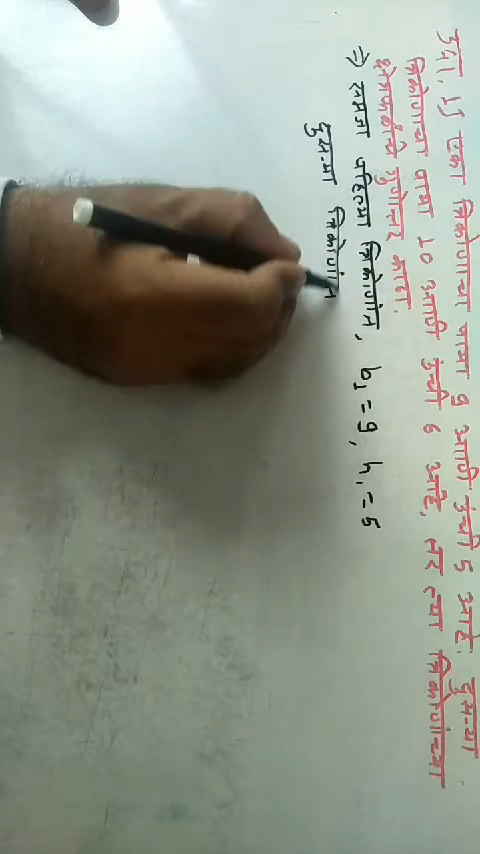 उदा. 1) एका त्रिकोणाचा पाया 9 आणि उंची 5 आहे. दुसऱ्या
त्रिकोणाचा पाया 10 आणि उंची 6 आहे, तर त्या त्रिकोणांच्या
क्षेत्रफळांचे गुणोत्तर काढा.
⇒ समजा पहिल्या त्रिकोणात, b₁ = 9, h₁ = 5
दुसऱ्या त्रिकोणात